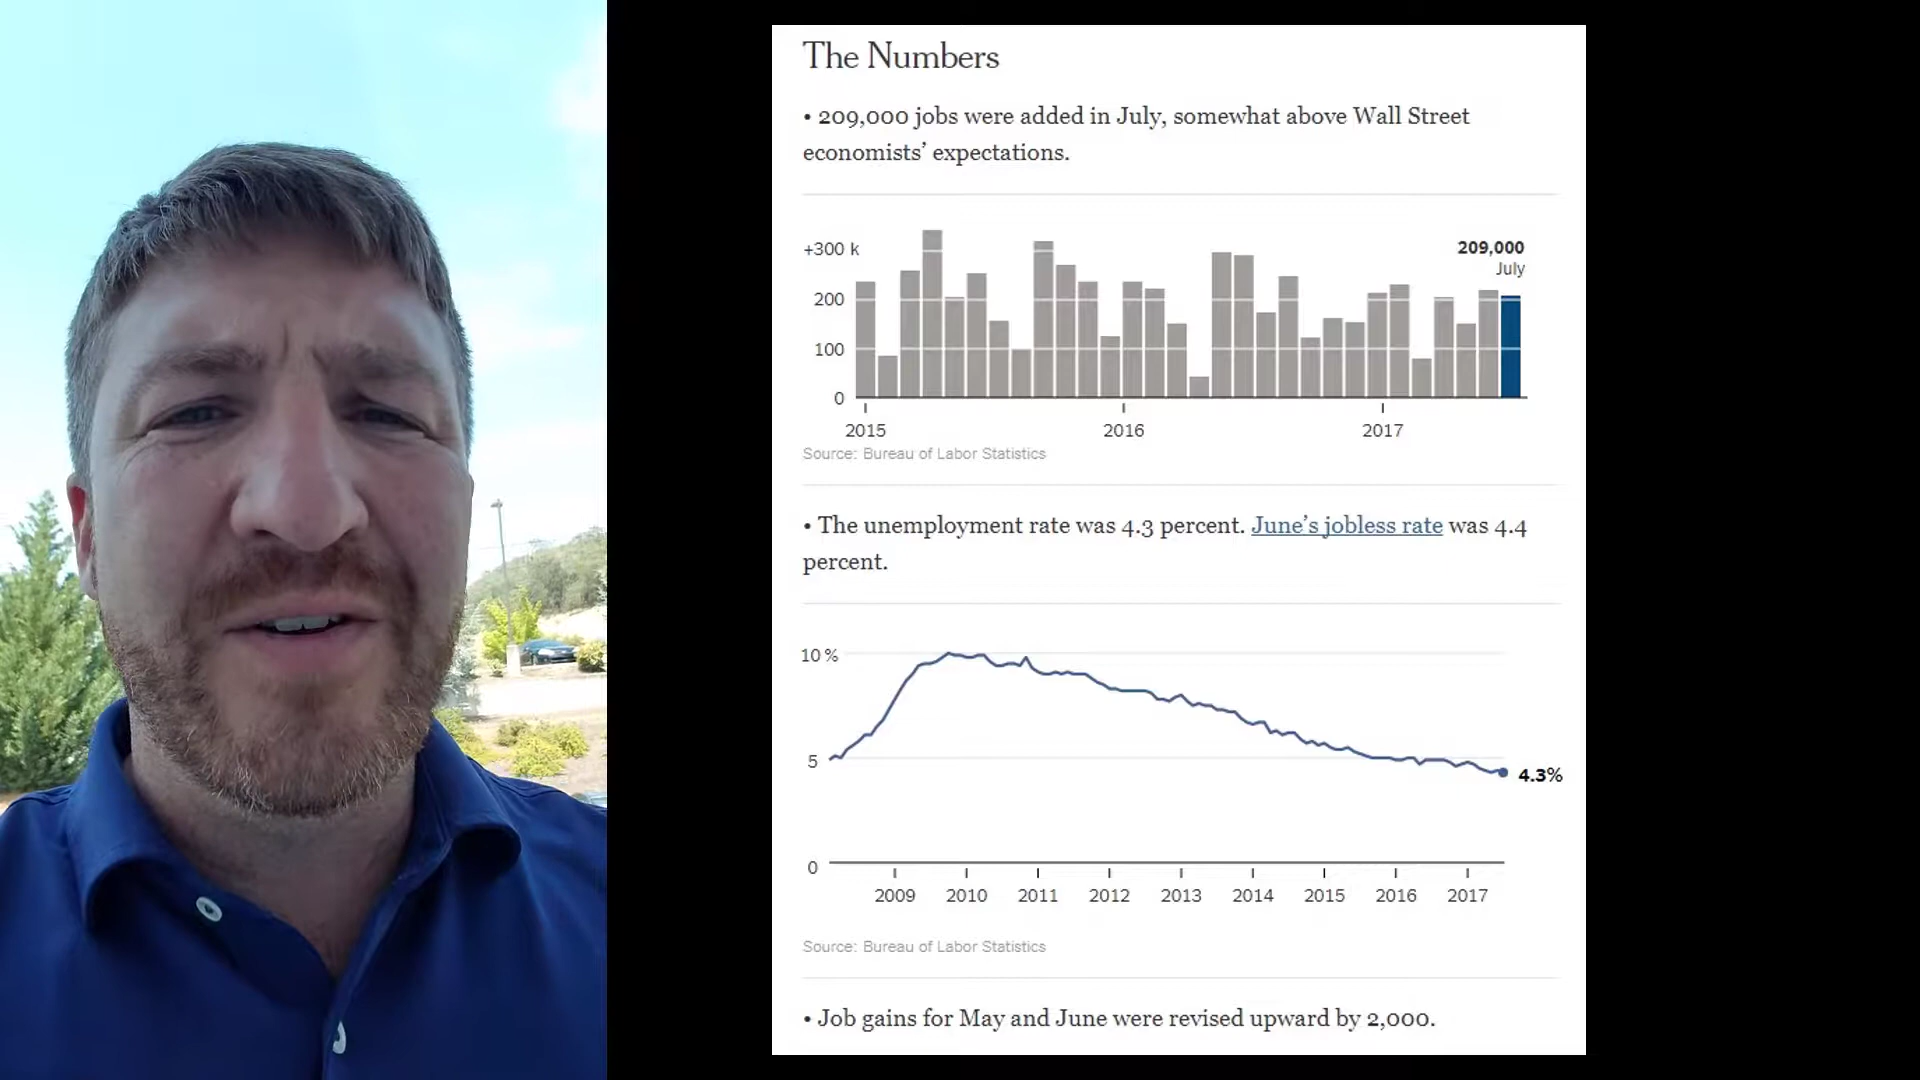 The Numbers
• 209,000 jobs were added in July, somewhat above Wall Street
economists’ expectations.
+300 k
200
100
0
209,000
July
2015 2016 2017
Source: Bureau of Labor Statistics
• The unemployment rate was 4.3 percent. June’s jobless rate was 4.4
percent.
10%
5
0
4.3%
2009 2010 2011 2012 2013 2014 2015 2016 2017
Source: Bureau of Labor Statistics
• Job gains for May and June were revised upward by 2,000.